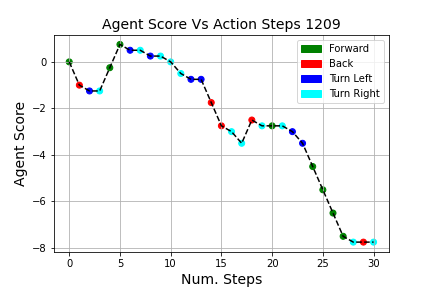 Agent Score Vs Action Steps 1209
Forward
Back
Turn Left
Turn Right
Agent Score
0
−2
−4
−6
−8
0
5
10
15
20
25
30
Num. Steps